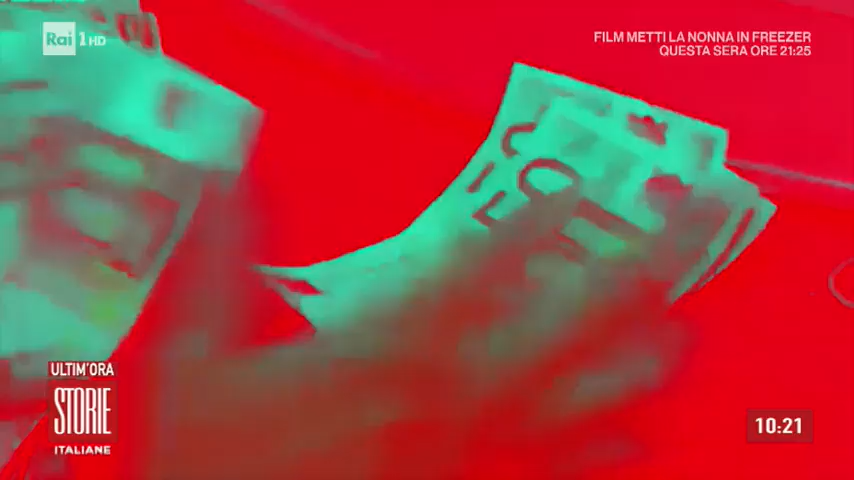 Rai 1 HD
FILM METTI LA NONNA IN FREEZER
QUESTA SERA ORE 21:25
ULTIM'ORA
STORIE
ITALIANE
10:21